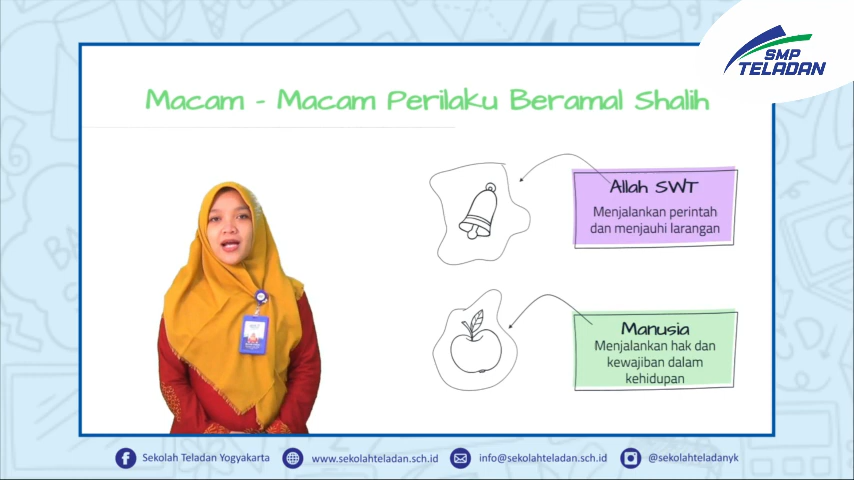 SMP
TELADAN
Macam - Macam Perilaku Beramal Shalih
Allah SWT
Menjalankan perintah
dan menjauhi larangan
Manusia
Menjalankan hak dan
kewajiban dalam
kehidupan
Sekolah Teladan Yogyakarta
www.sekolahteladan.sch.id
info@sekolahteladan.sch.id
@sekolahteladanyk